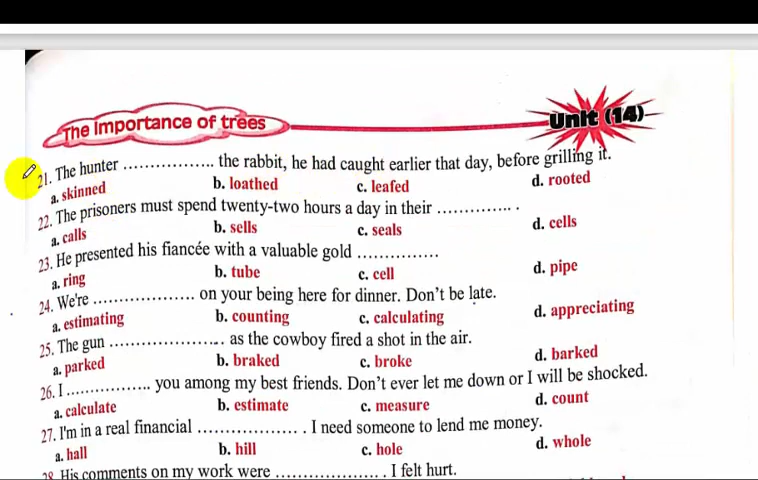 The importance of trees
Unit (14)
21. The hunter ................ the rabbit, he had caught earlier that day, before grilling it.
a. skinned b. loathed c. leafed d. rooted
22. The prisoners must spend twenty-two hours a day in their ............. .
a. calls b. sells c. seals d. cells
23. He presented his fiancée with a valuable gold ..............
a. ring b. tube c. cell d. pipe
24. We're .................. on your being here for dinner. Don't be late.
a. estimating b. counting c. calculating d. appreciating
25. The gun .................... as the cowboy fired a shot in the air.
a. parked b. braked c. broke d. barked
26. I .............. you among my best friends. Don't ever let me down or I will be shocked.
a. calculate b. estimate c. measure d. count
27. I'm in a real financial ................. . I need someone to lend me money.
a. hall b. hill c. hole d. whole
28. His comments on my work were .................. . I felt hurt.